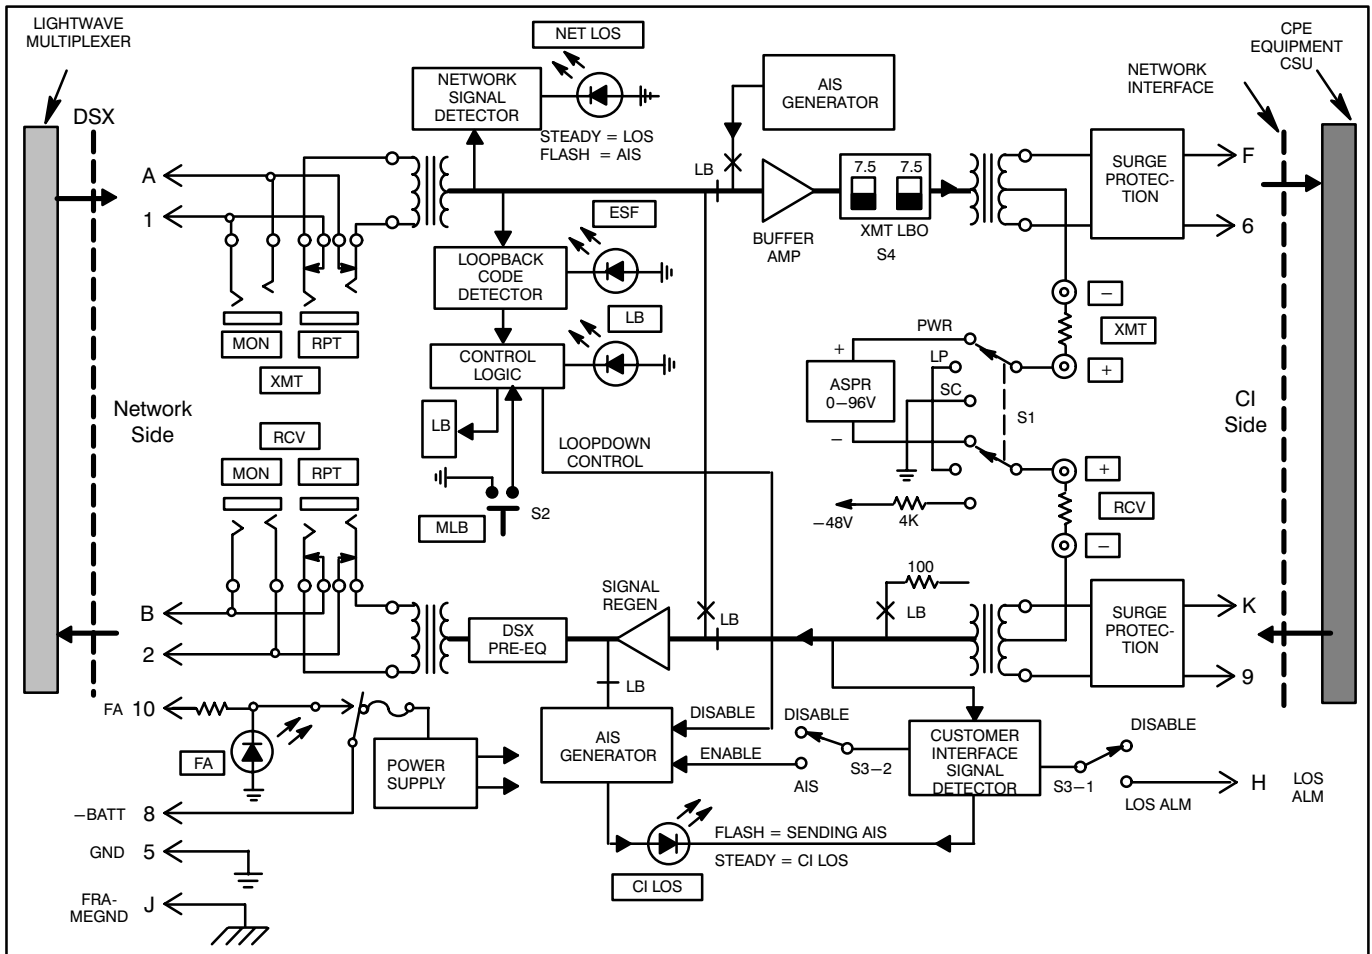 LIGHTWAVE
MULTIPLEXER
DSX
NET LOS
NETWORK
SIGNAL
DETECTOR
STEADY = LOS
FLASH = AIS
AIS
GENERATOR
NETWORK
INTERFACE
CPE
EQUIPMENT
CSU
A
1
LB
BUFFER
AMP
7.5 7.5
XMT LBO
S4
SURGE
PROTEC-
TION
F
6
ESF
LOOPBACK
CODE
DETECTOR
LB
CONTROL
LOGIC
MON
RPT
XMT
LB
LOOPDOWN
CONTROL
S2
MLB
Network
Side
RCV
MON
RPT
PWR
+
LP
ASPR
0–96V
SC
–
S1
–48V
4K
–
XMT
+
+
RCV
–
CI
Side
B
2
DSX
PRE-EQ
SIGNAL
REGEN
LB
100
LB
SURGE
PROTEC-
TION
K
9
LB
FA 10
FA
POWER
SUPPLY
AIS
GENERATOR
DISABLE
ENABLE
DISABLE
AIS
S3–2
CUSTOMER
INTERFACE
SIGNAL
DETECTOR
S3–1
DISABLE
LOS ALM
H
LOS
ALM
–BATT 8
GND 5
FRA-
MEGND J
FLASH = SENDING AIS
STEADY = CI LOS
CI LOS